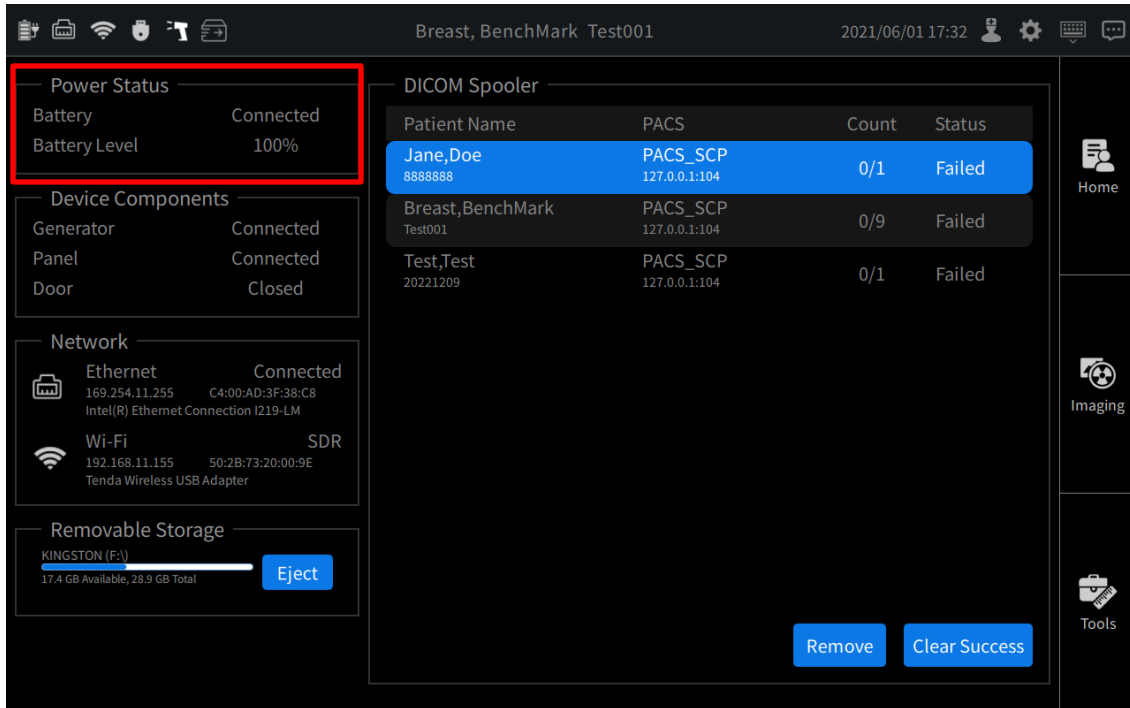 Breast, BenchMark Test001
2021/06/01 17:32
Power Status
Battery Connected
Battery Level 100%
Device Components
Generator Connected
Panel Connected
Door Closed
Network
Ethernet Connected
169.254.11.255 C4:00:AD:3F:38:C8
Intel(R) Ethernet Connection I219-LM
Wi-Fi SDR
192.168.11.155 50:2B:73:20:00:9E
Tenda Wireless USB Adapter
Removable Storage
KINGSTON (F:\)
17.4 GB Available, 28.9 GB Total
Eject
DICOM Spooler
Patient Name PACS Count Status
Jane,Doe PACS_SCP 0/1 Failed
8888888 127.0.0.1:104
Breast,BenchMark PACS_SCP 0/9 Failed
Test001 127.0.0.1:104
Test,Test PACS_SCP 0/1 Failed
20221209 127.0.0.1:104
Remove
Clear Success
Home
Imaging
Tools